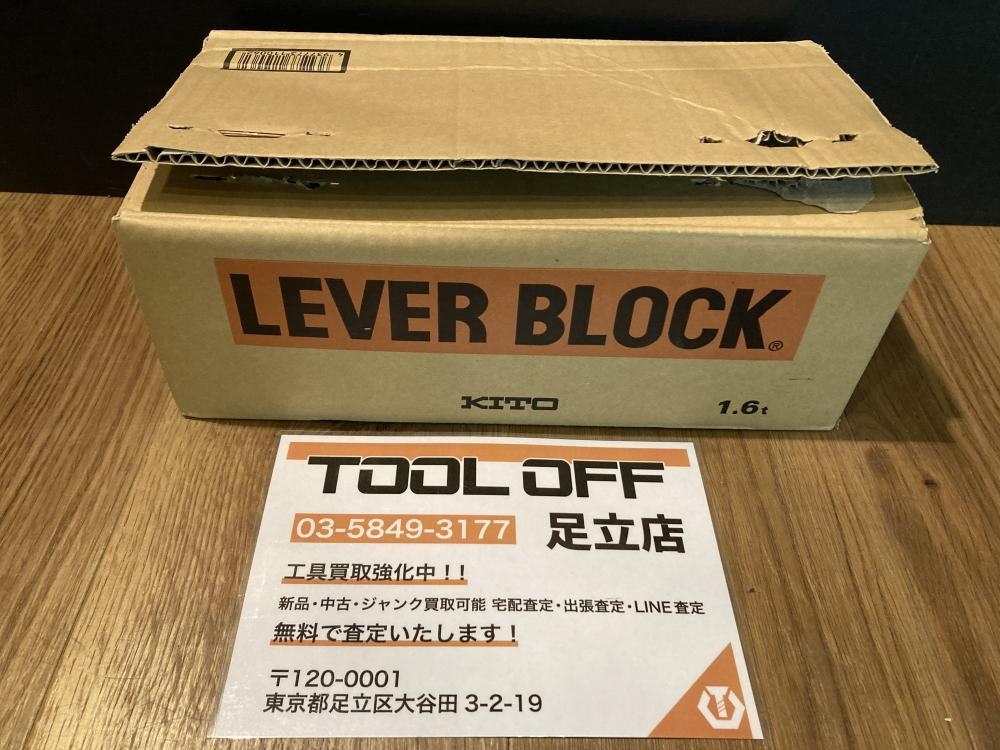 LEVER BLOCK®
KITO
1.6t
TOOL OFF
03-5849-3177 足立店
工具買取強化中！！
新品・中古・ジャンク買取可能 宅配査定・出張査定・LINE査定
無料で査定いたします！
〒120-0001
東京都足立区大谷田 3-2-19